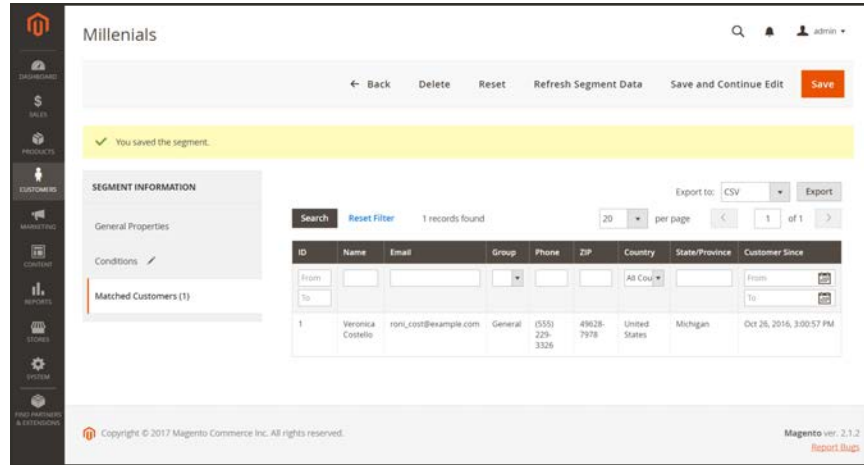 Millenials
admin
DASHBOARD
SALES
PRODUCTS
CUSTOMERS
MARKETING
CONTENT
REPORTS
STORES
SYSTEM
FIND PARTNERS
& EXTENSIONS
← Back Delete Reset Refresh Segment Data Save and Continue Edit Save
You saved the segment.
SEGMENT INFORMATION
General Properties
Conditions
Matched Customers (1)
Export to: CSV Export
Search Reset Filter 1 records found 20 per page 1 of 1
ID Name Email Group Phone ZIP Country State/Province Customer Since
From All Cou From
To To
1 Veronica roni_cost@example.com General (555) 49628- United Michigan Oct 26, 2016, 3:00:57 PM
Costello 229- 7978 States
3326
Copyright © 2017 Magento Commerce Inc. All rights reserved.
Magento ver. 2.1.2
Report Bugs